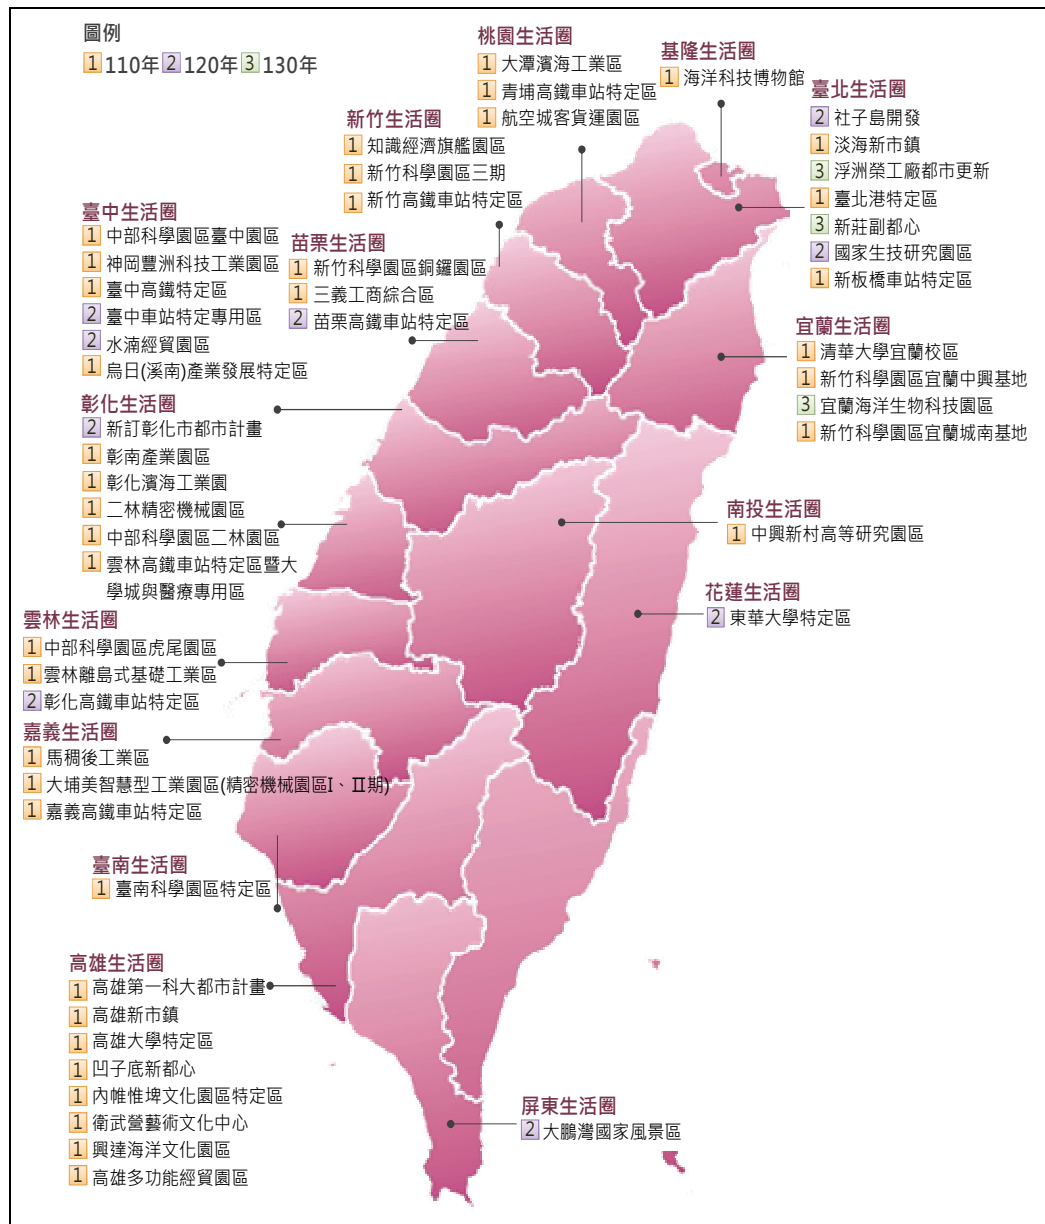 圖例
1 110年 2 120年 3 130年
桃園生活圈
1 大潭濱海工業區
1 青埔高鐵車站特定區
1 航空城客貨運園區
基隆生活圈
1 海洋科技博物館
臺北生活圈
2 社子島開發
1 淡海新市鎮
3 浮洲榮工廠都市更新
1 臺北港特定區
3 新莊副都心
2 國家生技研究園區
1 新板橋車站特定區
新竹生活圈
1 知識經濟旗艦園區
1 新竹科學園區三期
1 新竹高鐵車站特定區
臺中生活圈
1 中部科學園區臺中園區
1 神岡豐洲科技工業園區
1 臺中高鐵特定區
2 臺中車站特定專用區
2 水湳經貿園區
1 烏日(溪南)產業發展特定區
苗栗生活圈
1 新竹科學園區銅鑼園區
1 三義工商綜合區
2 苗栗高鐵車站特定區
宜蘭生活圈
1 清華大學宜蘭校區
1 新竹科學園區宜蘭中興基地
3 宜蘭海洋生物科技園區
1 新竹科學園區宜蘭城南基地
彰化生活圈
2 新訂彰化市都市計畫
1 彰南產業園區
1 彰化濱海工業園
1 二林精密機械園區
1 中部科學園區二林園區
1 雲林高鐵車站特定區暨大
學城與醫療專用區
南投生活圈
1 中興新村高等研究園區
花蓮生活圈
2 東華大學特定區
雲林生活圈
1 中部科學園區虎尾園區
1 雲林離島式基礎工業區
2 彰化高鐵車站特定區
嘉義生活圈
1 馬稠後工業區
1 大埔美智慧型工業園區(精密機械園區I、II期)
1 嘉義高鐵車站特定區
臺南生活圈
1 臺南科學園區特定區
高雄生活圈
1 高雄第一科大都市計畫
1 高雄新市鎮
1 高雄大學特定區
1 凹子底新都心
1 內帷惟埤文化園區特定區
1 衛武營藝術文化中心
1 興達海洋文化園區
1 高雄多功能經貿園區
屏東生活圈
2 大鵬灣國家風景區